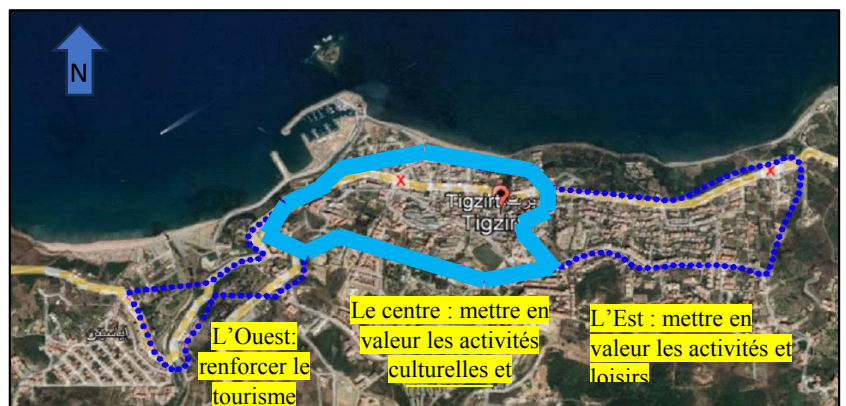 N
Tigzirt
Tigzirt
L’Ouest:
renforcer le
tourisme
Le centre : mettre en
valeur les activités
culturelles et
L’Est : mettre en
valeur les activités et
loisirs